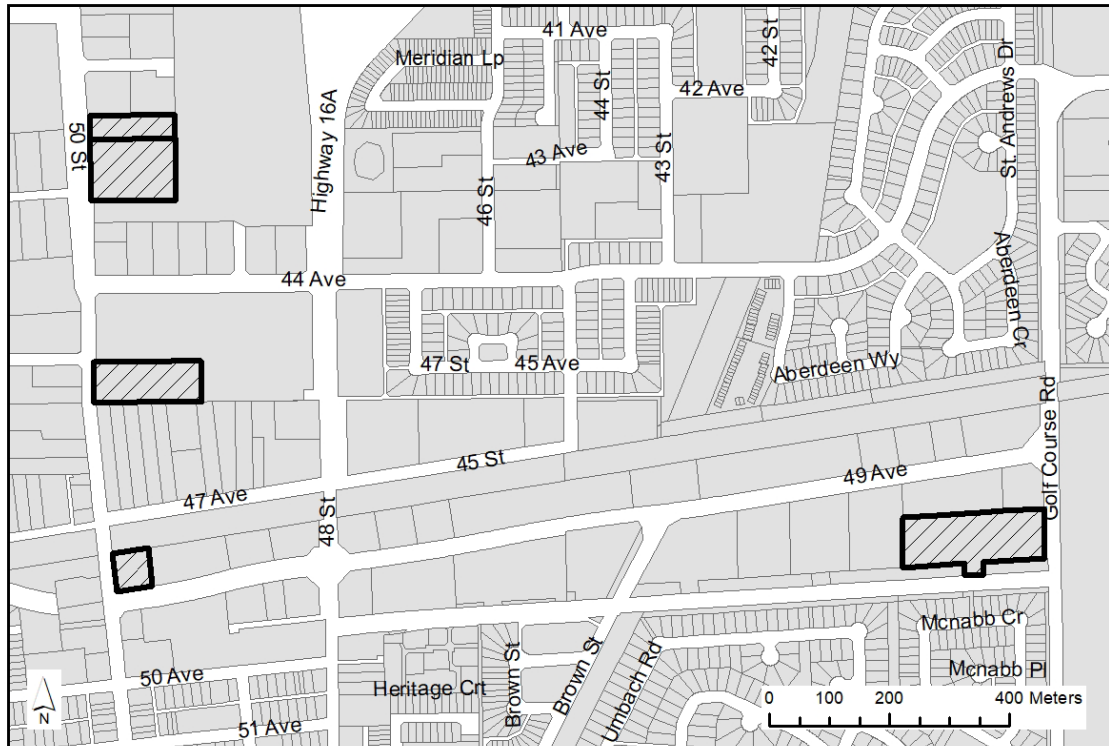 41 Ave
42 St
Meridian Lp
St. Andrews Dr
44 St
42 Ave
50 St
Highway 16A
43 Ave
43 St
46 St
44 Ave
Aberdeen Cr
47 St
45 Ave
Aberdeen Wy
Golf Course Rd
45 St
49 Ave
47 Ave
48 St
Mcnabb Cr
50 Ave
Mcnabb Pl
Heritage Crt
Brown St
Brown St
Umbach Rd
51 Ave
N
0 100 200 400 Meters